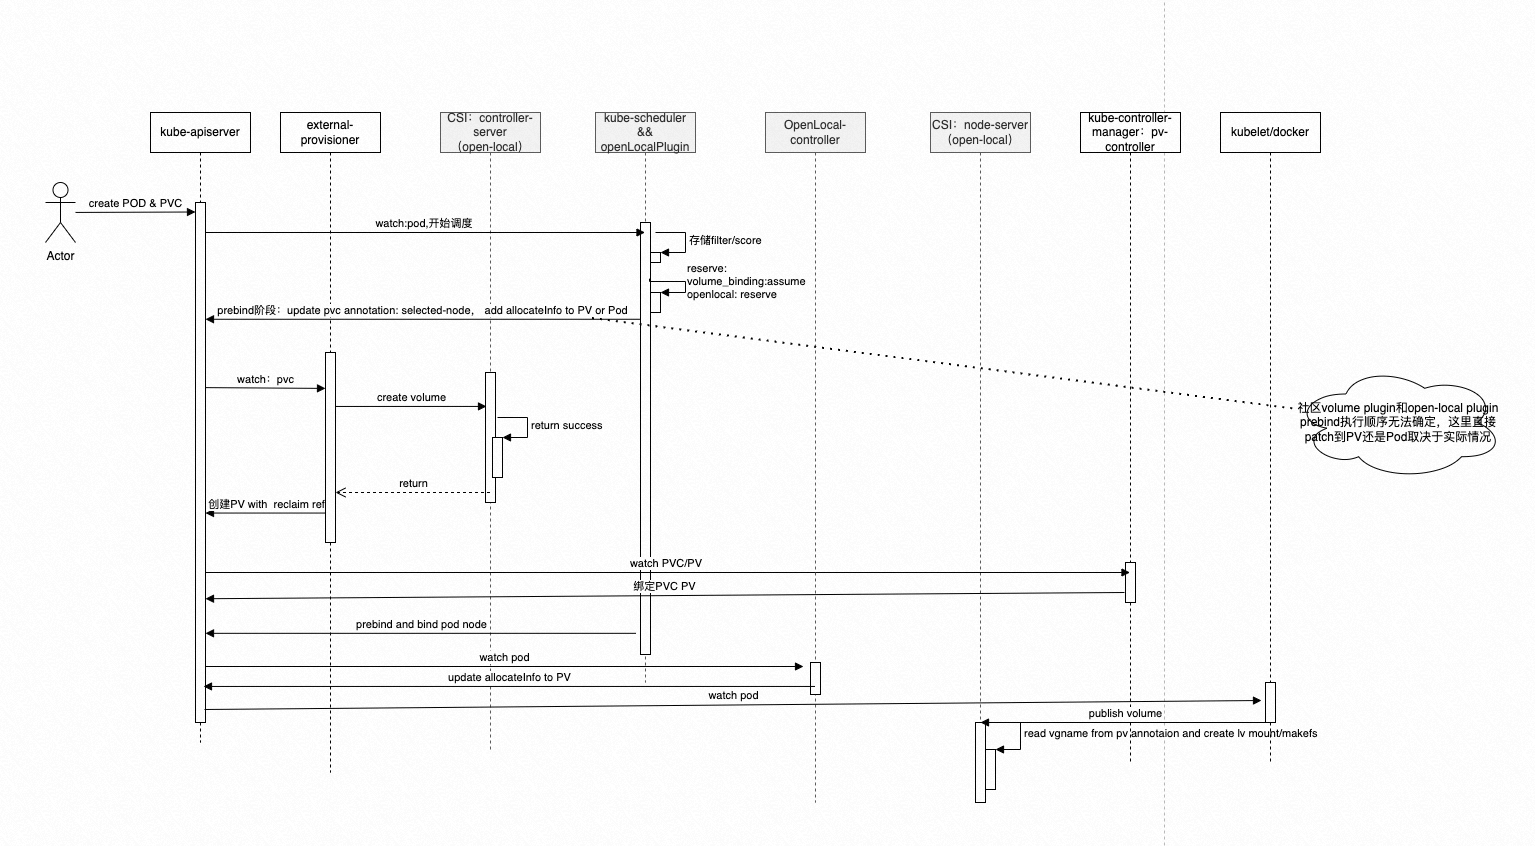 kube-apiserver
external-
provisioner
CSI：controller-
server
（open-local）
kube-scheduler
&&
openLocalPlugin
OpenLocal-
controller
CSI：node-server
（open-local）
kube-controller-
manager：pv-
controller
kubelet/docker
create POD & PVC
Actor
watch:pod,开始调度
存储filter/score
reserve:
volume_binding:assume
openlocal: reserve
prebind阶段：update pvc annotation: selected-node， add allocateInfo to PV or Pod
watch：pvc
create volume
社区volume plugin和open-local plugin
prebind执行顺序无法确定，这里直接
patch到PV还是Pod取决于实际情况
return success
return
创建PV with reclaim ref
watch PVC/PV
绑定PVC PV
prebind and bind pod node
watch pod
update allocateInfo to PV
watch pod
publish volume
read vgname from pv annotaion and create lv mount/makefs